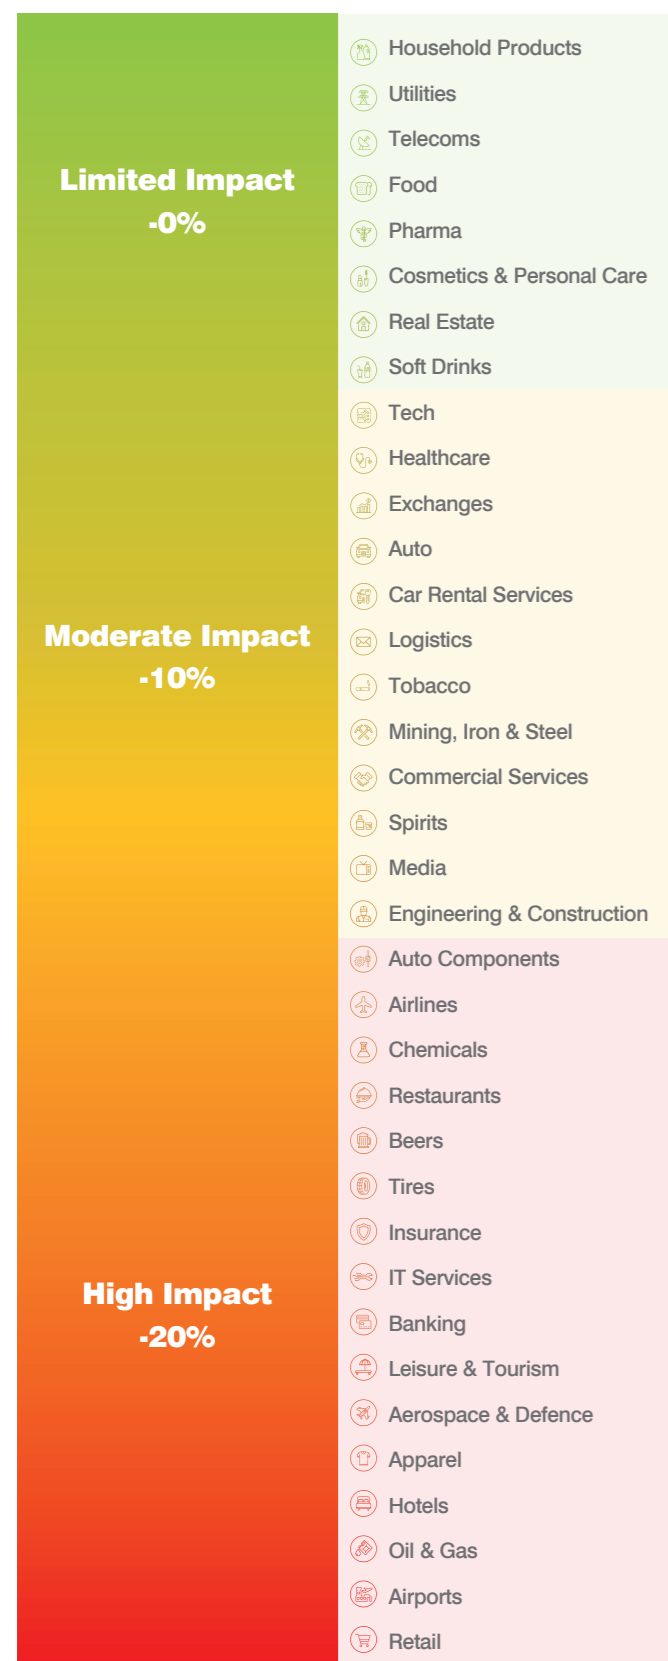 Limited Impact
-0%
Household Products
Utilities
Telecoms
Food
Pharma
Cosmetics & Personal Care
Real Estate
Soft Drinks
Moderate Impact
-10%
Tech
Healthcare
Exchanges
Auto
Car Rental Services
Logistics
Tobacco
Mining, Iron & Steel
Commercial Services
Spirits
Media
Engineering & Construction
High Impact
-20%
Auto Components
Airlines
Chemicals
Restaurants
Beers
Tires
Insurance
IT Services
Banking
Leisure & Tourism
Aerospace & Defence
Apparel
Hotels
Oil & Gas
Airports
Retail